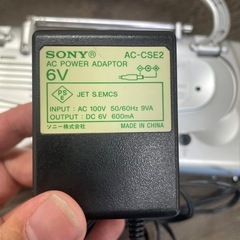 SONY® AC-CSE2
AC POWER ADAPTOR
6V
PS
E JET S.EMCS
INPUT : AC 100V 50/60Hz 9VA
OUTPUT : DC 6V 600mA
ソニー株式会社 MADE IN CHINA